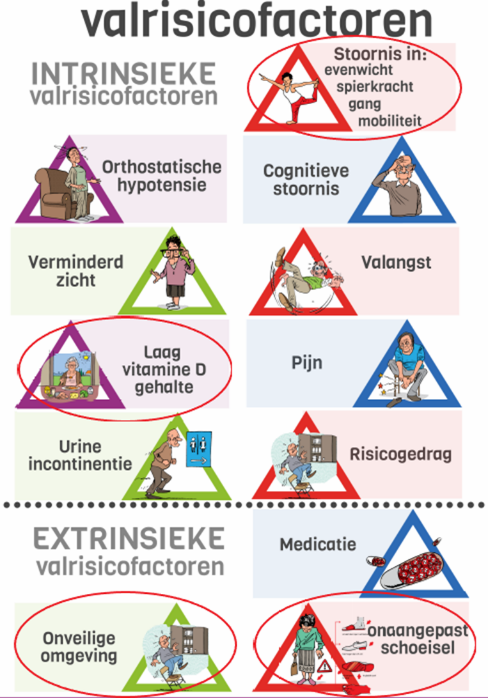 valrisicofactoren
INTRINSIEKE
valrisicofactoren
Stoornis in:
evenwicht
spierkracht
gang
mobiliteit
Orthostatische
hypotensie
Cognitieve
stoornis
Verminderd
zicht
Valangst
Laag
vitamine D
gehalte
Pijn
Urine
incontinentie
Risicogedrag
EXTRINSIEKE
valrisicofactoren
Medicatie
Onveilige
omgeving
onaangepast
schoeisel